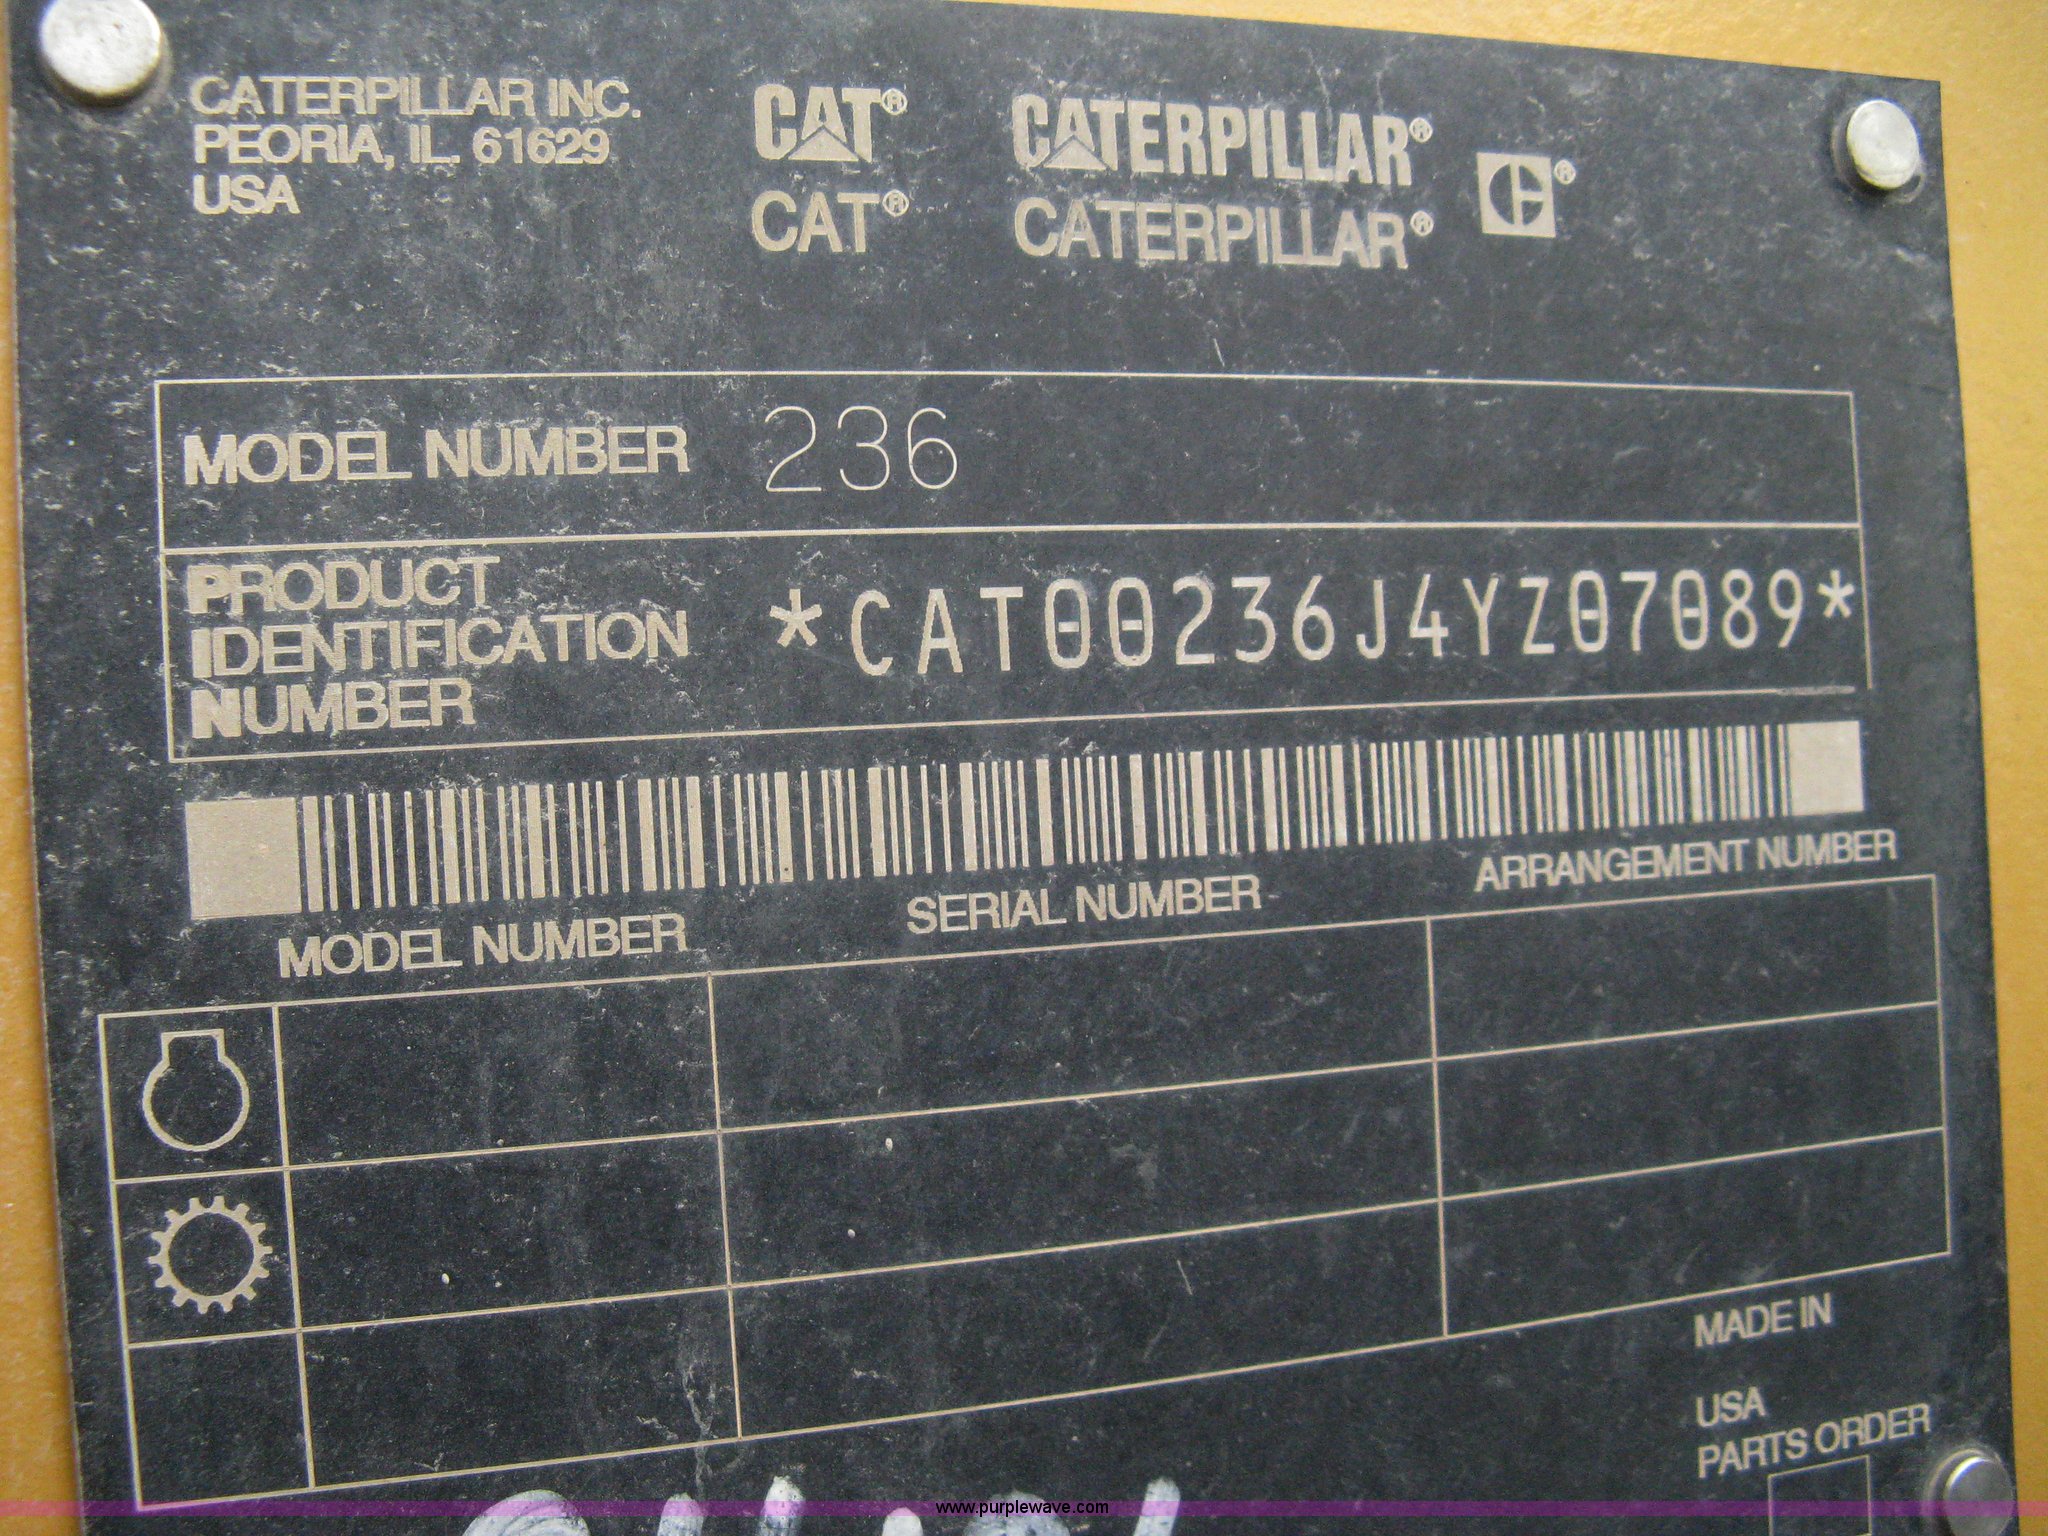 CATERPILLAR INC.
PEORIA, IL. 61629
USA
CAT® CATERPILLAR®
CAT® CATERPILLAR®
MODEL NUMBER 236
PRODUCT
IDENTIFICATION
NUMBER
*CAT00236J4YZ07089*
MODEL NUMBER SERIAL NUMBER ARRANGEMENT NUMBER
MADE IN
USA
PARTS ORDER
www.purplewave.com